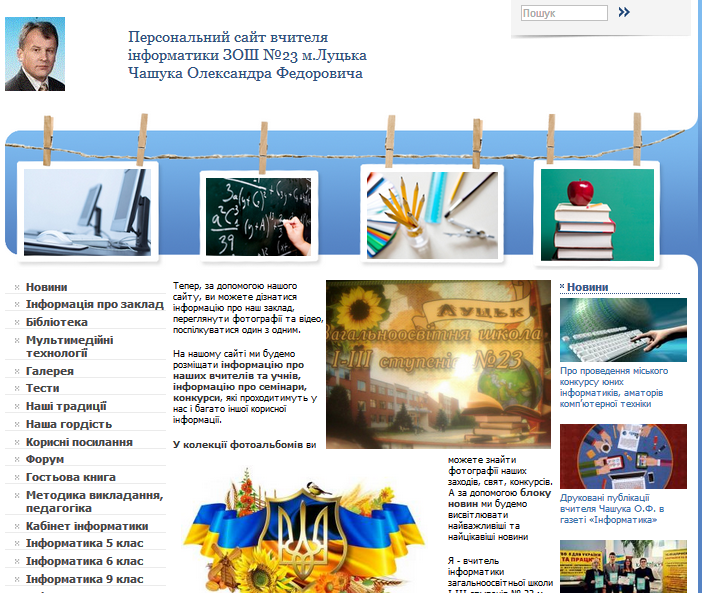 Пошук
Персональний сайт вчителя
інформатики ЗОШ №23 м.Луцька
Чашука Олександра Федоровича
Новини
Інформація про заклад
Бібліотека
Мультимедійні
технології
Галерея
Тести
Наші традиції
Наша гордість
Корисні посилання
Форум
Гостьова книга
Методика викладання,
педагогіка
Кабінет інформатики
Інформатика 5 клас
Інформатика 6 клас
Інформатика 9 клас
Тепер, за допомогою нашого
сайту, ви можете дізнатися
інформацію про наш заклад,
переглянути фотографії та відео,
поспілкуватися один з одним.
На нашому сайті ми будемо
розміщати інформацію про
наших вчителів та учнів,
інформацію про семінари,
конкурси, які проходитимуть у
нас і багато іншої корисної
інформації.
У колекції фотоальбомів ви
можете знайти
фотографії наших
заходів, свят, конкурсів.
А за допомогою блоку
новин ми будемо
висвітлювати
найважливіші та
найцікавіші новини
Я - вчитель
інформатики
загальноосвітньої школи
Луцьк
Загальноосвітня школа
І-ІІІ ступенів №23
Новини
Про проведення міського
конкурсу юних
інформатиків, аматорів
комп'ютерної техніки
Друковані публікації
вчителя Чашука О.Ф. в
газеті «Інформатика»